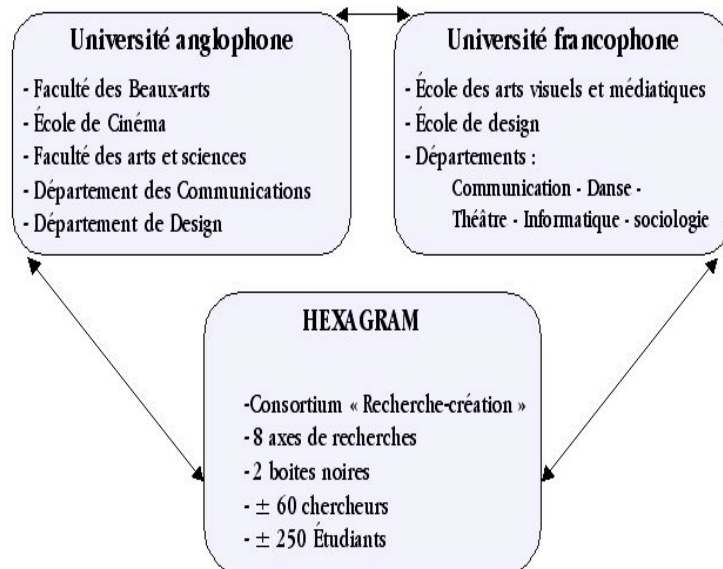 Université anglophone
- Faculté des Beaux-arts
- École de Cinéma
- Faculté des arts et sciences
- Département des Communications
- Département de Design
Université francophone
- École des arts visuels et médiatiques
- École de design
- Départements :
Communication - Danse -
Théâtre - Informatique - sociologie
HEXAGRAM
-Consortium « Recherche-création »
- 8 axes de recherches
- 2 boites noires
- ± 60 chercheurs
- ± 250 Étudiants